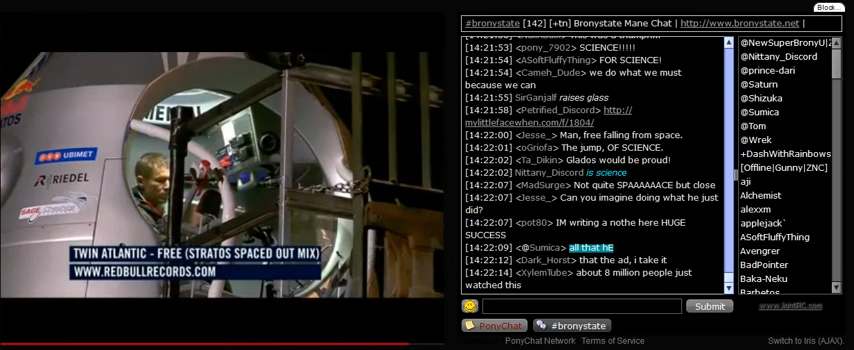 Block...
#bronystate [142] [+tn] Bronystate Mane Chat | http://www.bronystate.net |
[14:21:53] <pony_7902> SCIENCE!!!!!
[14:21:54] <ASoftFluffyThing> FOR SCIENCE!
[14:21:54] <Cameh_Dude> we do what we must
because we can
[14:21:55] SirGanjalf raises glass
[14:21:58] <Petrified_Discord> http://
mylittlefacewhen.com/f/1804/
[14:22:00] <Jesse_> Man, free falling from space.
[14:22:01] <oGriofa> The jump, OF SCIENCE.
[14:22:02] <Ta_Dikin> Glados would be proud!
[14:22:02] Nittany_Discord is science
[14:22:07] <MadSurge> Not quite SPAAAAAACE but close
[14:22:07] <Jesse_> Can you imagine doing what he just
did?
[14:22:07] <pot80> IM writing a nothe here HUGE
SUCCESS
[14:22:09] <@Sumica> all that hE
[14:22:12] <Dark_Horst> that the ad, i take it
[14:22:14] <XylemTube> about 8 million people just
watched this
@NewSuperBronyU|2
@Nittany_Discord
@prince-dari
@Saturn
@Shizuka
@Sumica
@Tom
@Wrek
+DashWithRainbows
[Offline|Gunny|ZNC]
aji
Alchemist
alexxm
applejack`
ASoftFluffyThing
Avengrer
BadPointer
Baka-Neku
Barbetos
Submit
www.lightIRC.com
PonyChat
#bronystate
PonyChat Network Terms of Service
Switch to Iris (AJAX).
Red Bull
UBIMET
RIEDEL
SAGE
TWIN ATLANTIC - FREE (STRATOS SPACED OUT MIX)
WWW.REDBULLRECORDS.COM